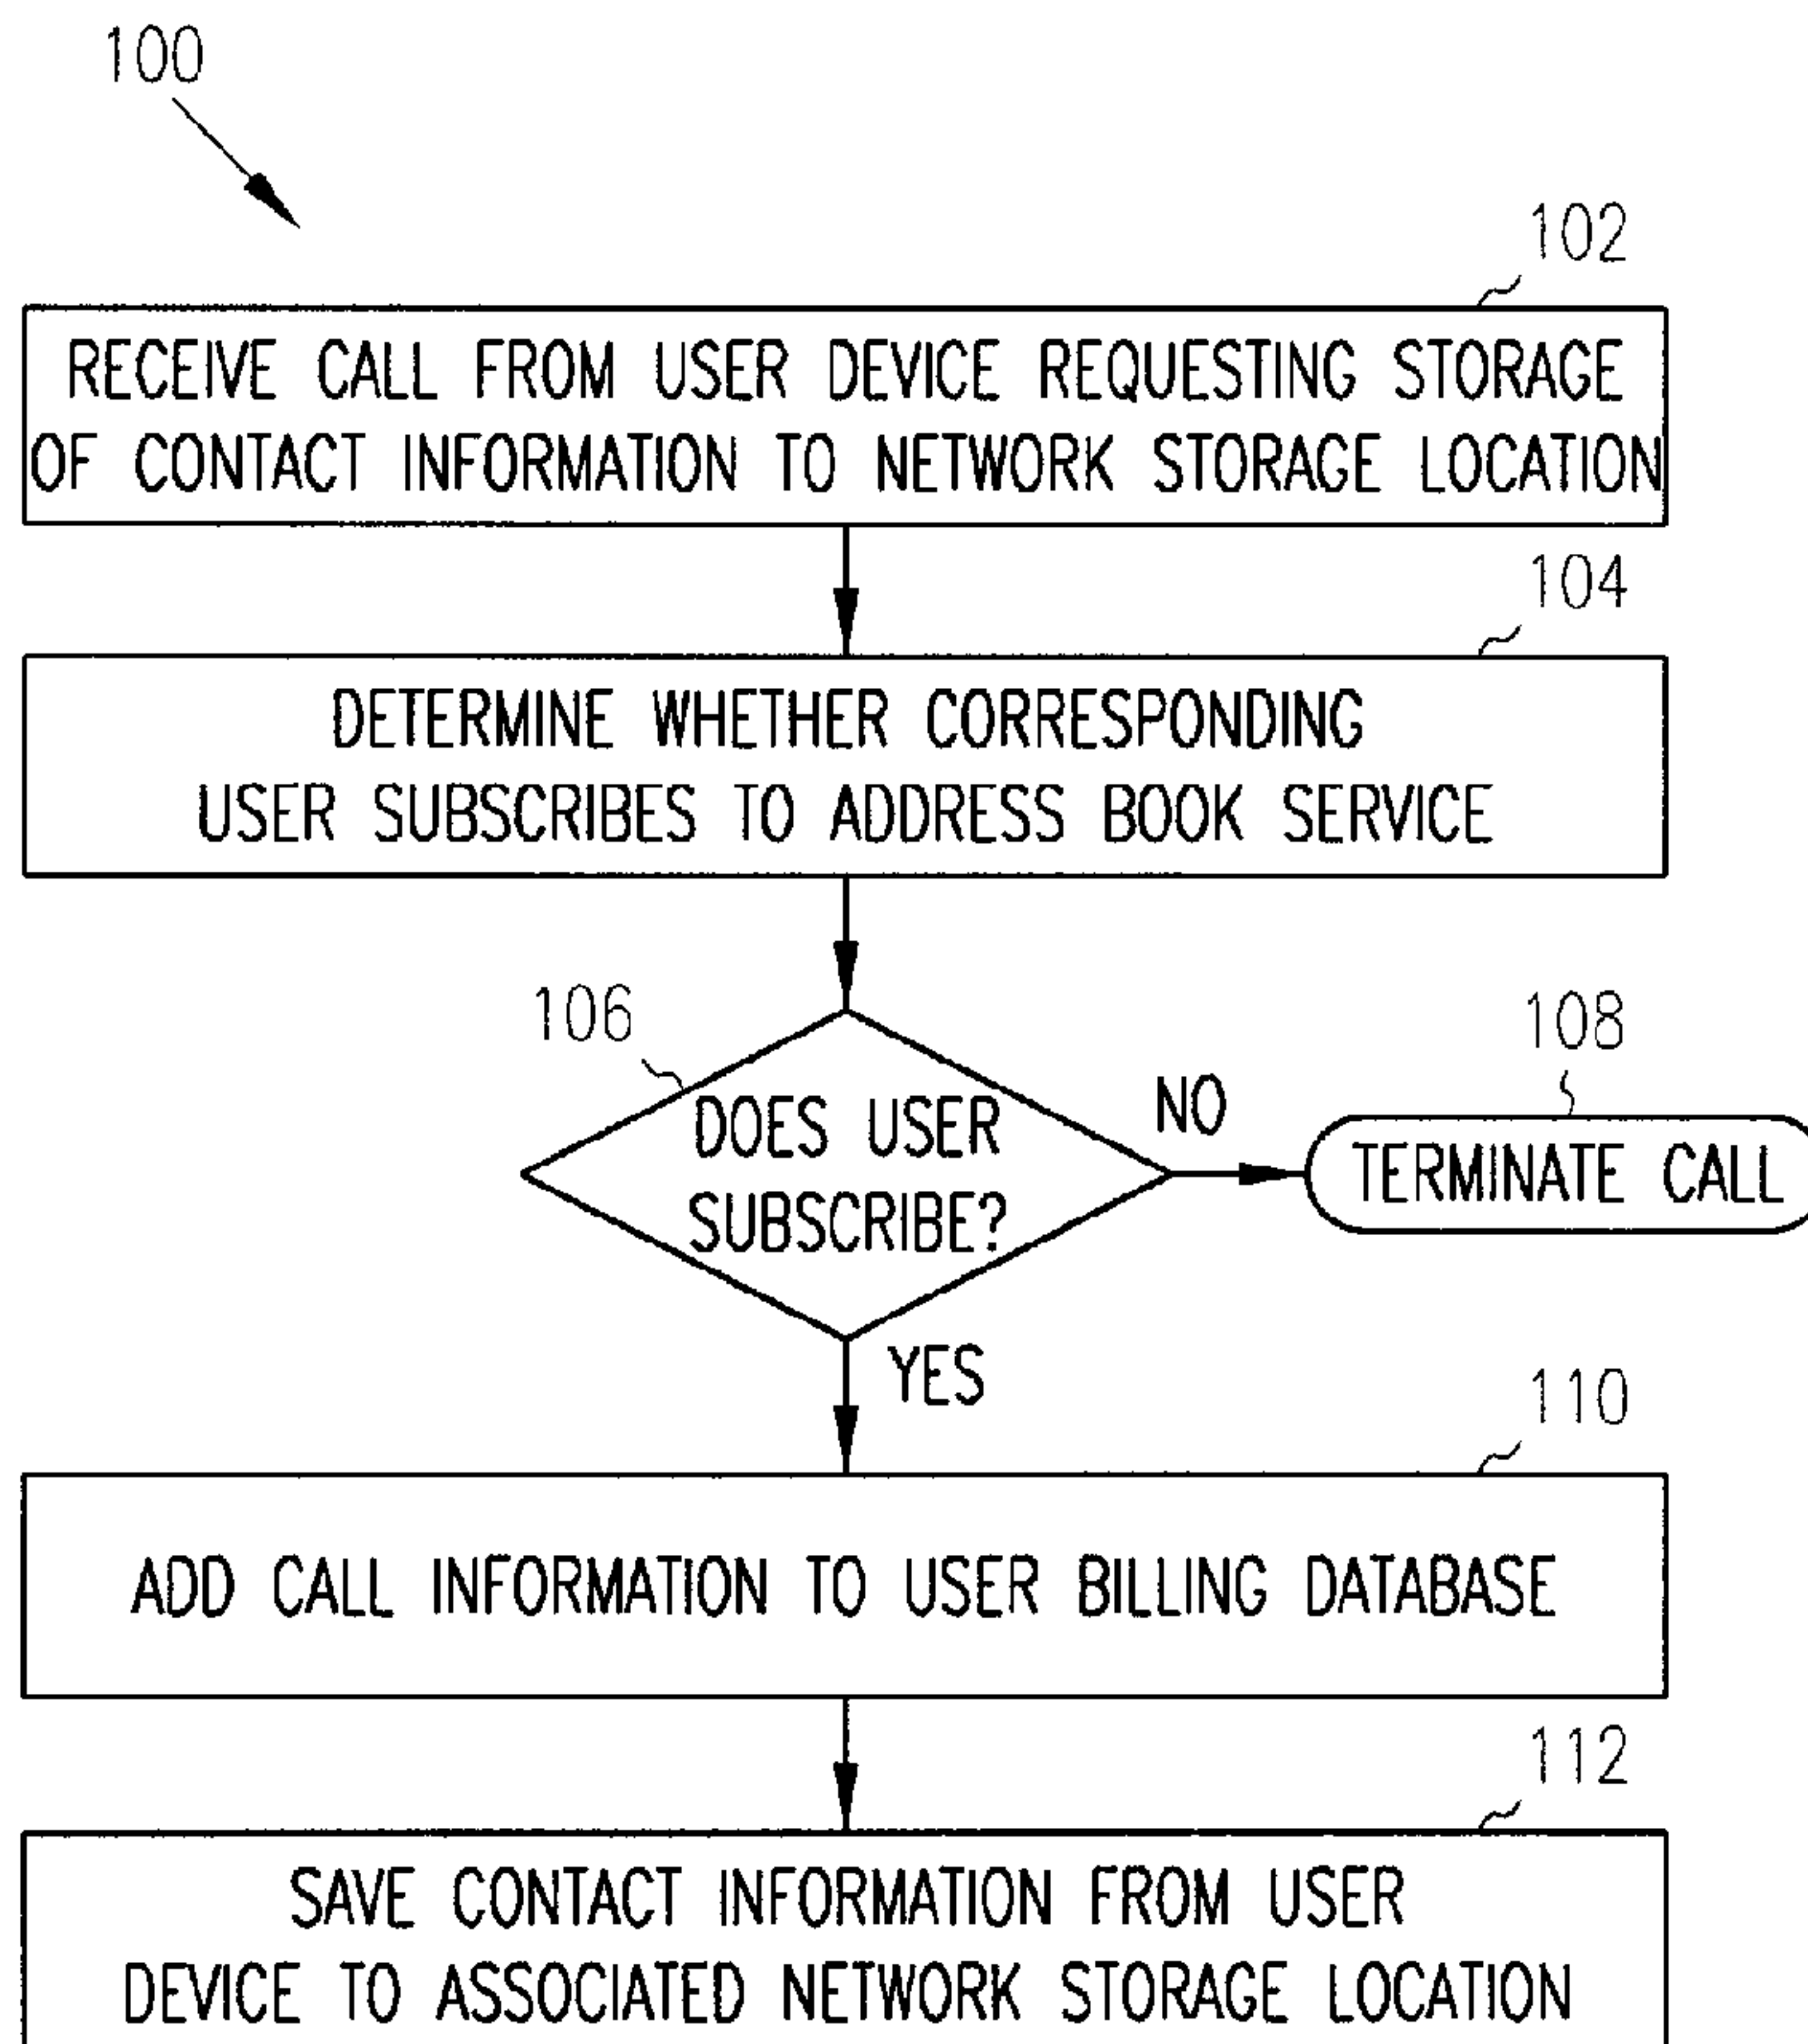 100
102
RECEIVE CALL FROM USER DEVICE REQUESTING STORAGE
OF CONTACT INFORMATION TO NETWORK STORAGE LOCATION
104
DETERMINE WHETHER CORRESPONDING
USER SUBSCRIBES TO ADDRESS BOOK SERVICE
106
DOES USER
SUBSCRIBE?
NO
108
TERMINATE CALL
YES
110
ADD CALL INFORMATION TO USER BILLING DATABASE
112
SAVE CONTACT INFORMATION FROM USER
DEVICE TO ASSOCIATED NETWORK STORAGE LOCATION